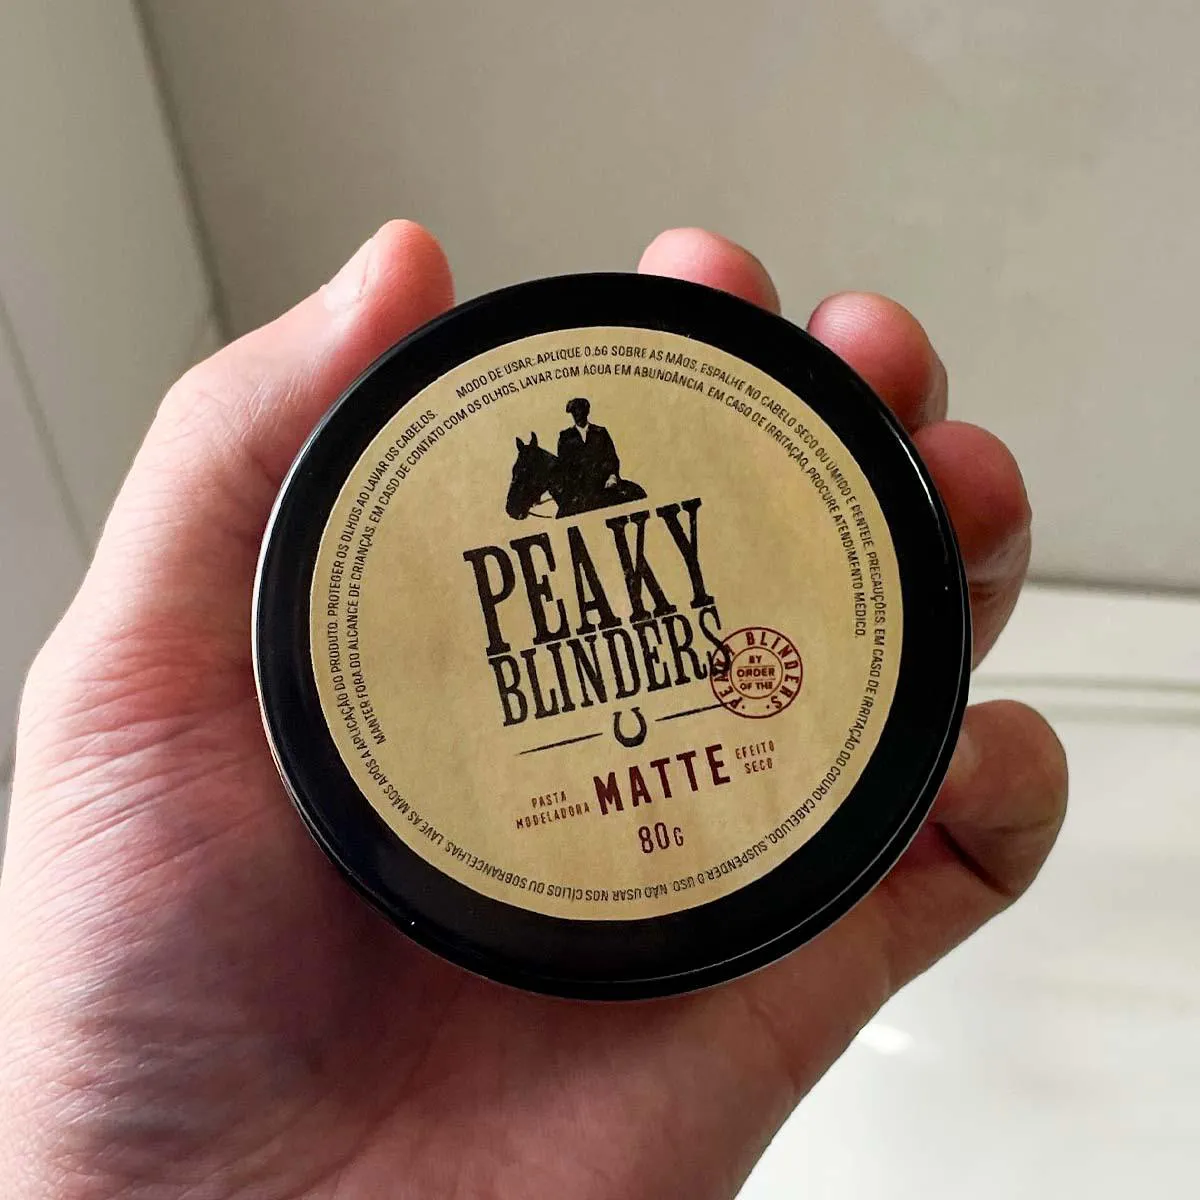 MODO DE USAR: APLIQUE 0.6G SOBRE AS MÃOS, ESPALHE NO CABELO SECO OU ÚMIDO E PENTEIE. PRECAUÇÕES: EM CASO DE IRRITAÇÃO DO COURO CABELUDO, SUSPENDER O USO. NÃO USAR NOS CÍLIOS OU SOBRANCELHAS. LAVE AS MÃOS APÓS A APLICAÇÃO DO PRODUTO. PROTEGER OS OLHOS AO LAVAR OS CABELOS.
MANTER FORA DO ALCANCE DE CRIANÇAS. EM CASO DE CONTATO COM OS OLHOS, LAVAR COM ÁGUA EM ABUNDÂNCIA. EM CASO DE IRRITAÇÃO, PROCURE ATENDIMENTO MÉDICO.
PEAKY
BLINDERS
PEAKY BLINDERS
BY
ORDER
OF THE
PASTA
MODELADORA
MATTE
EFEITO
SECO
80G